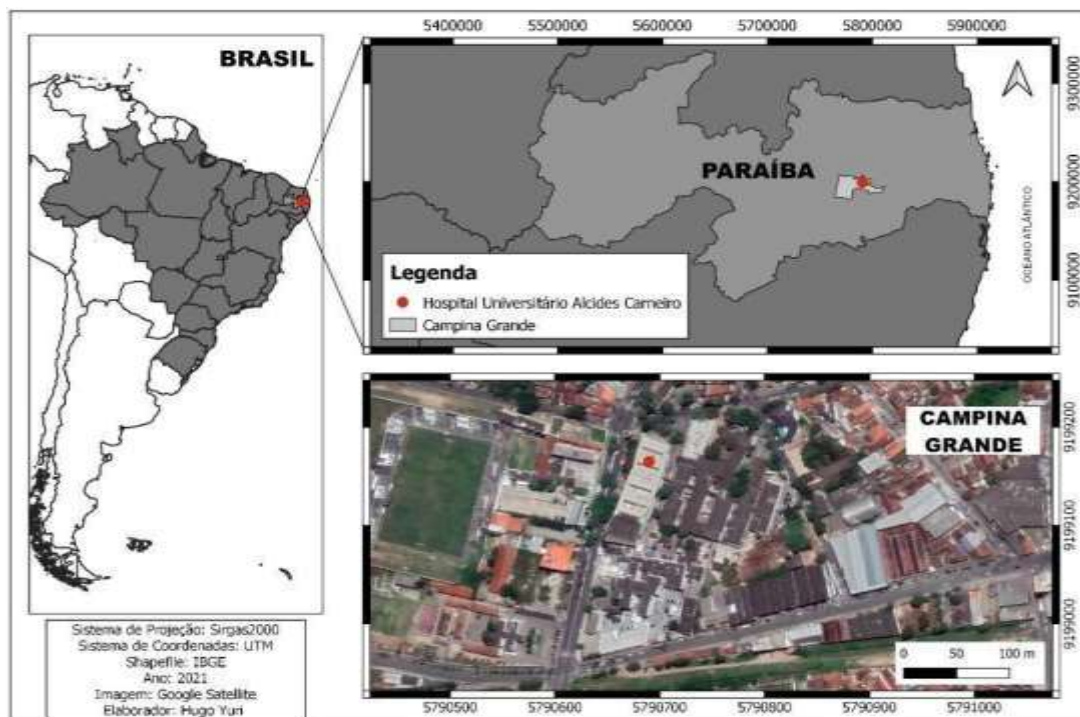 BRASIL
Sistema de Projeção: Sirgas2000
Sistema de Coordenadas: UTM
Shapefile: IBGE
Ano: 2021
Imagem: Google Satellite
Elaborador: Hugo Yuri
5400000 5500000 5600000 5700000 5800000 5900000
PARAÍBA
OCEANO ATLÂNTICO
9300000
9200000
9100000
Legenda
Hospital Universitário Alcides Carneiro
Campina Grande
CAMPINA
GRANDE
9199200
9199100
9199000
0 50 100 m
5790500 5790600 5790700 5790800 5790900 5791000